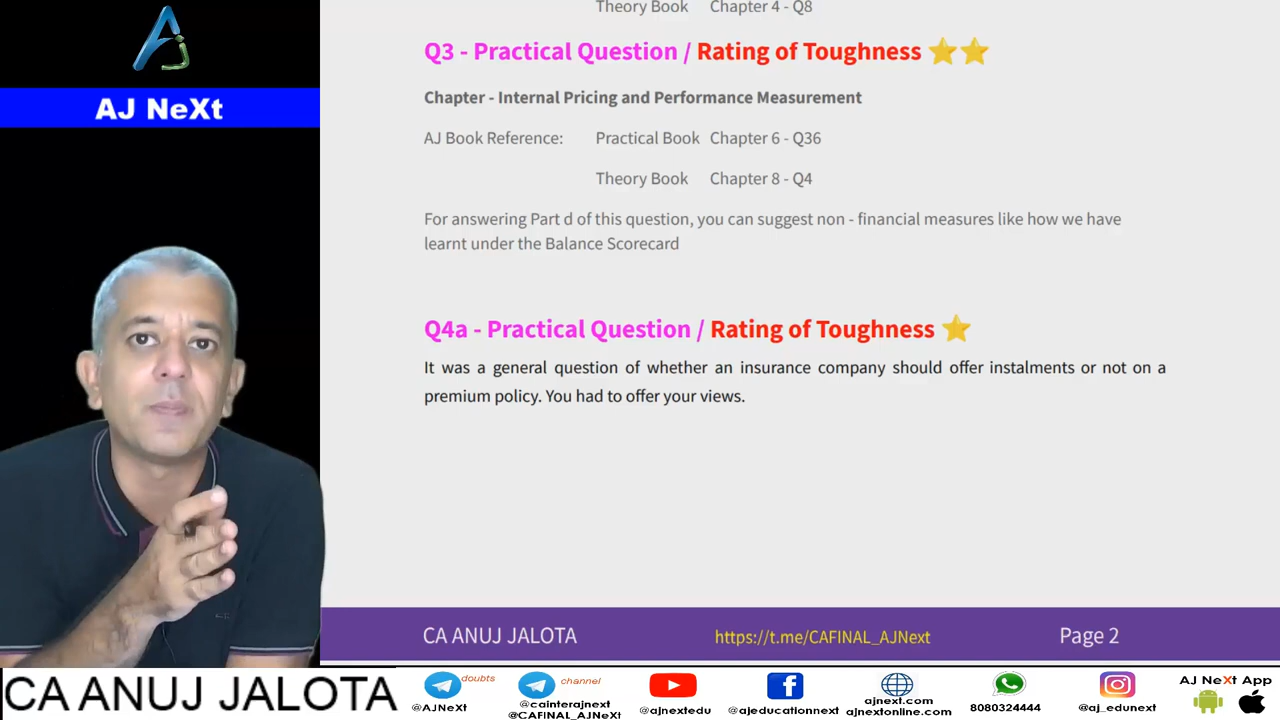 Theory Book Chapter 4 - Q8
AJ NeXt
Q3 - Practical Question / Rating of Toughness
Chapter - Internal Pricing and Performance Measurement
AJ Book Reference: Practical Book Chapter 6 - Q36
Theory Book Chapter 8 - Q4
For answering Part d of this question, you can suggest non - financial measures like how we have
learnt under the Balance Scorecard
Q4a - Practical Question / Rating of Toughness
It was a general question of whether an insurance company should offer instalments or not on a
premium policy. You had to offer your views.
CA ANUJ JALOTA https://t.me/CAFINAL_AJNext Page 2
CA ANUJ JALOTA
doubts
@AJNeXt
channel
@cainterajnext
@CAFINAL_AJNeXt
@ajnextedu
@ajeducationnext
ajnext.com
ajnextonline.com
8080324444
@aj_edunext
AJ NeXt App